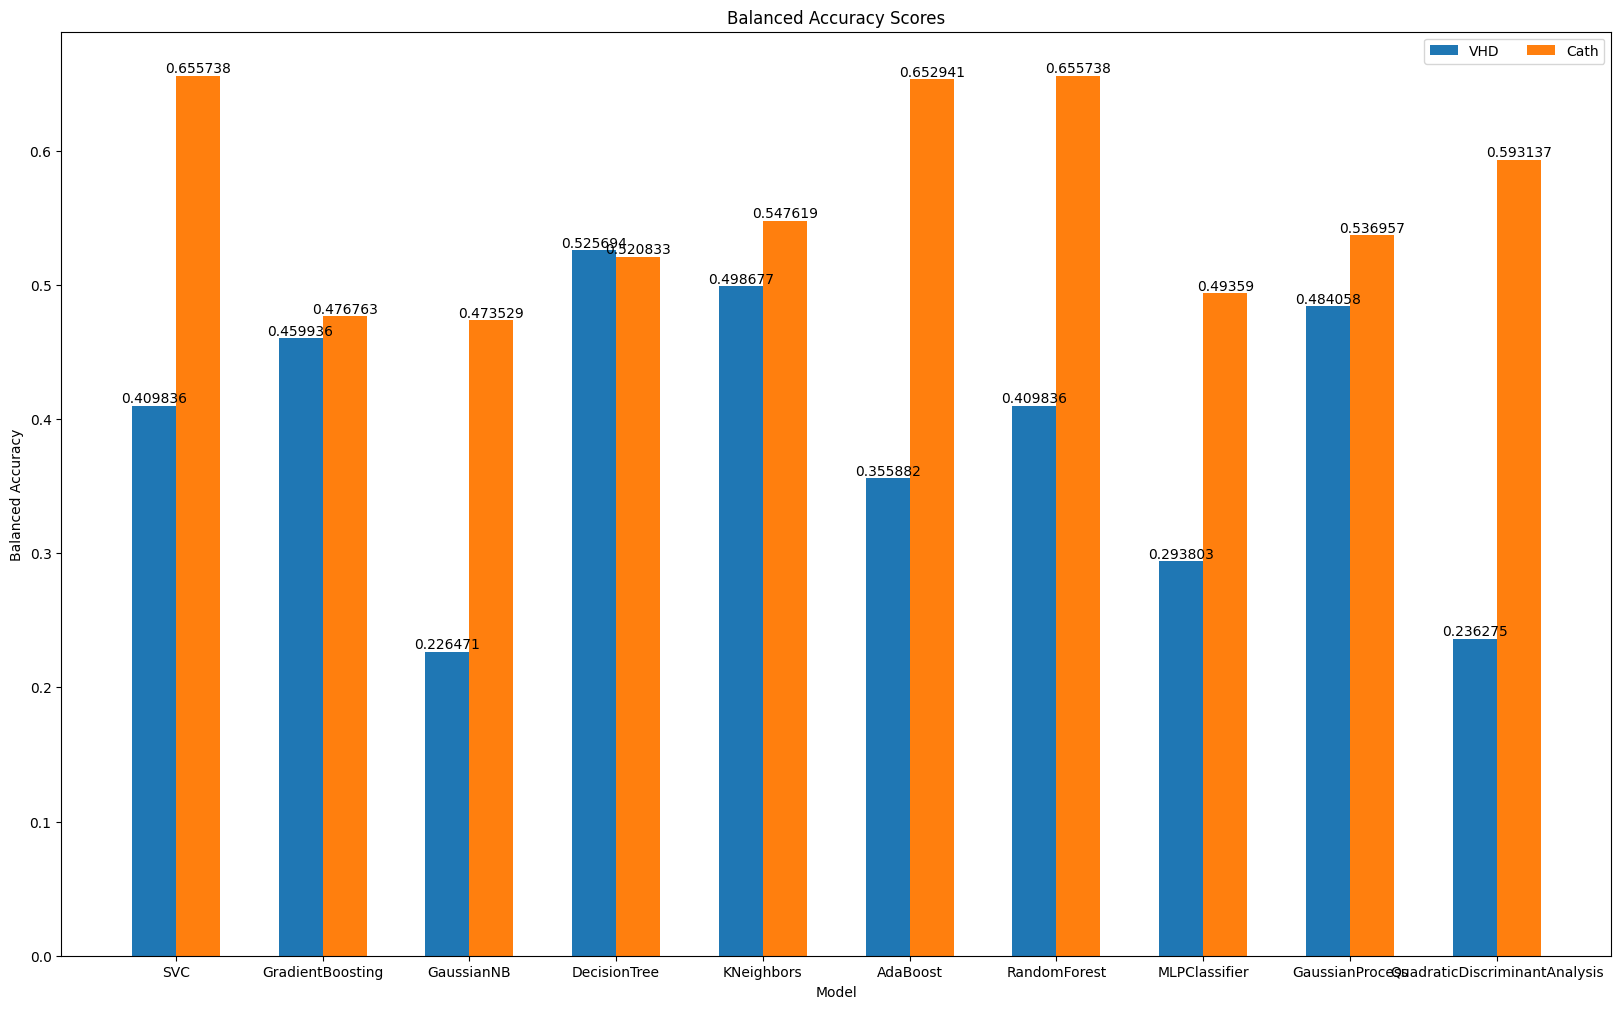 Balanced Accuracy Scores
VHD
Cath
Balanced Accuracy
0.6
0.5
0.4
0.3
0.2
0.1
0.0
0.409836
0.655738
0.459936
0.476763
0.226471
0.473529
0.525694
0.520833
0.498677
0.547619
0.355882
0.652941
0.409836
0.655738
0.293803
0.49359
0.484058
0.536957
0.236275
0.593137
SVC
GradientBoosting
GaussianNB
DecisionTree
KNeighbors
AdaBoost
RandomForest
MLPClassifier
GaussianProcess
QuadraticDiscriminantAnalysis
Model